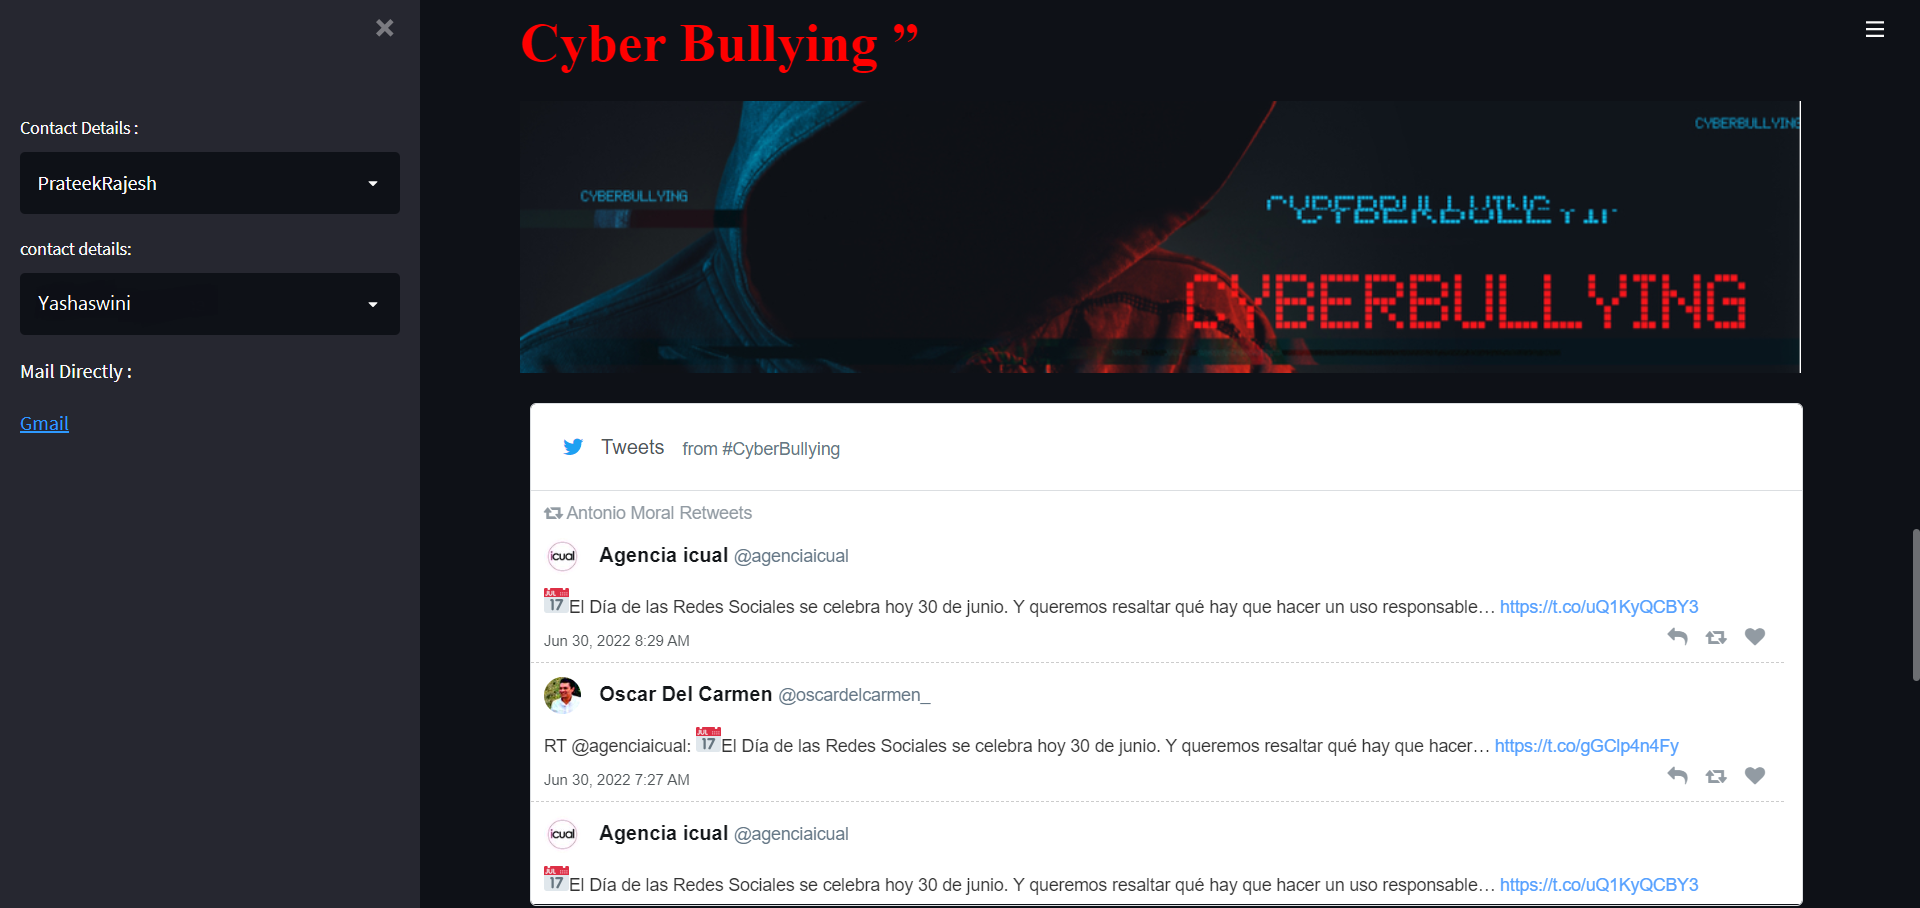 Contact Details :
PrateekRajesh
contact details:
Yashaswini
Mail Directly :
Gmail
Cyber Bullying ”
CYBERBULLYING
CYBERBULLYING
CYBERBULLYING
Tweets from #CyberBullying
Antonio Moral Retweets
icual Agencia icual @agenciaicual
JUL 17 El Día de las Redes Sociales se celebra hoy 30 de junio. Y queremos resaltar qué hay que hacer un uso responsable… https://t.co/uQ1KyQCBY3
Jun 30, 2022 8:29 AM
Oscar Del Carmen @oscardelcarmen_
RT @agenciaicual: JUL 17 El Día de las Redes Sociales se celebra hoy 30 de junio. Y queremos resaltar qué hay que hacer… https://t.co/gGClp4n4Fy
Jun 30, 2022 7:27 AM
icual Agencia icual @agenciaicual
JUL 17 El Día de las Redes Sociales se celebra hoy 30 de junio. Y queremos resaltar qué hay que hacer un uso responsable… https://t.co/uQ1KyQCBY3